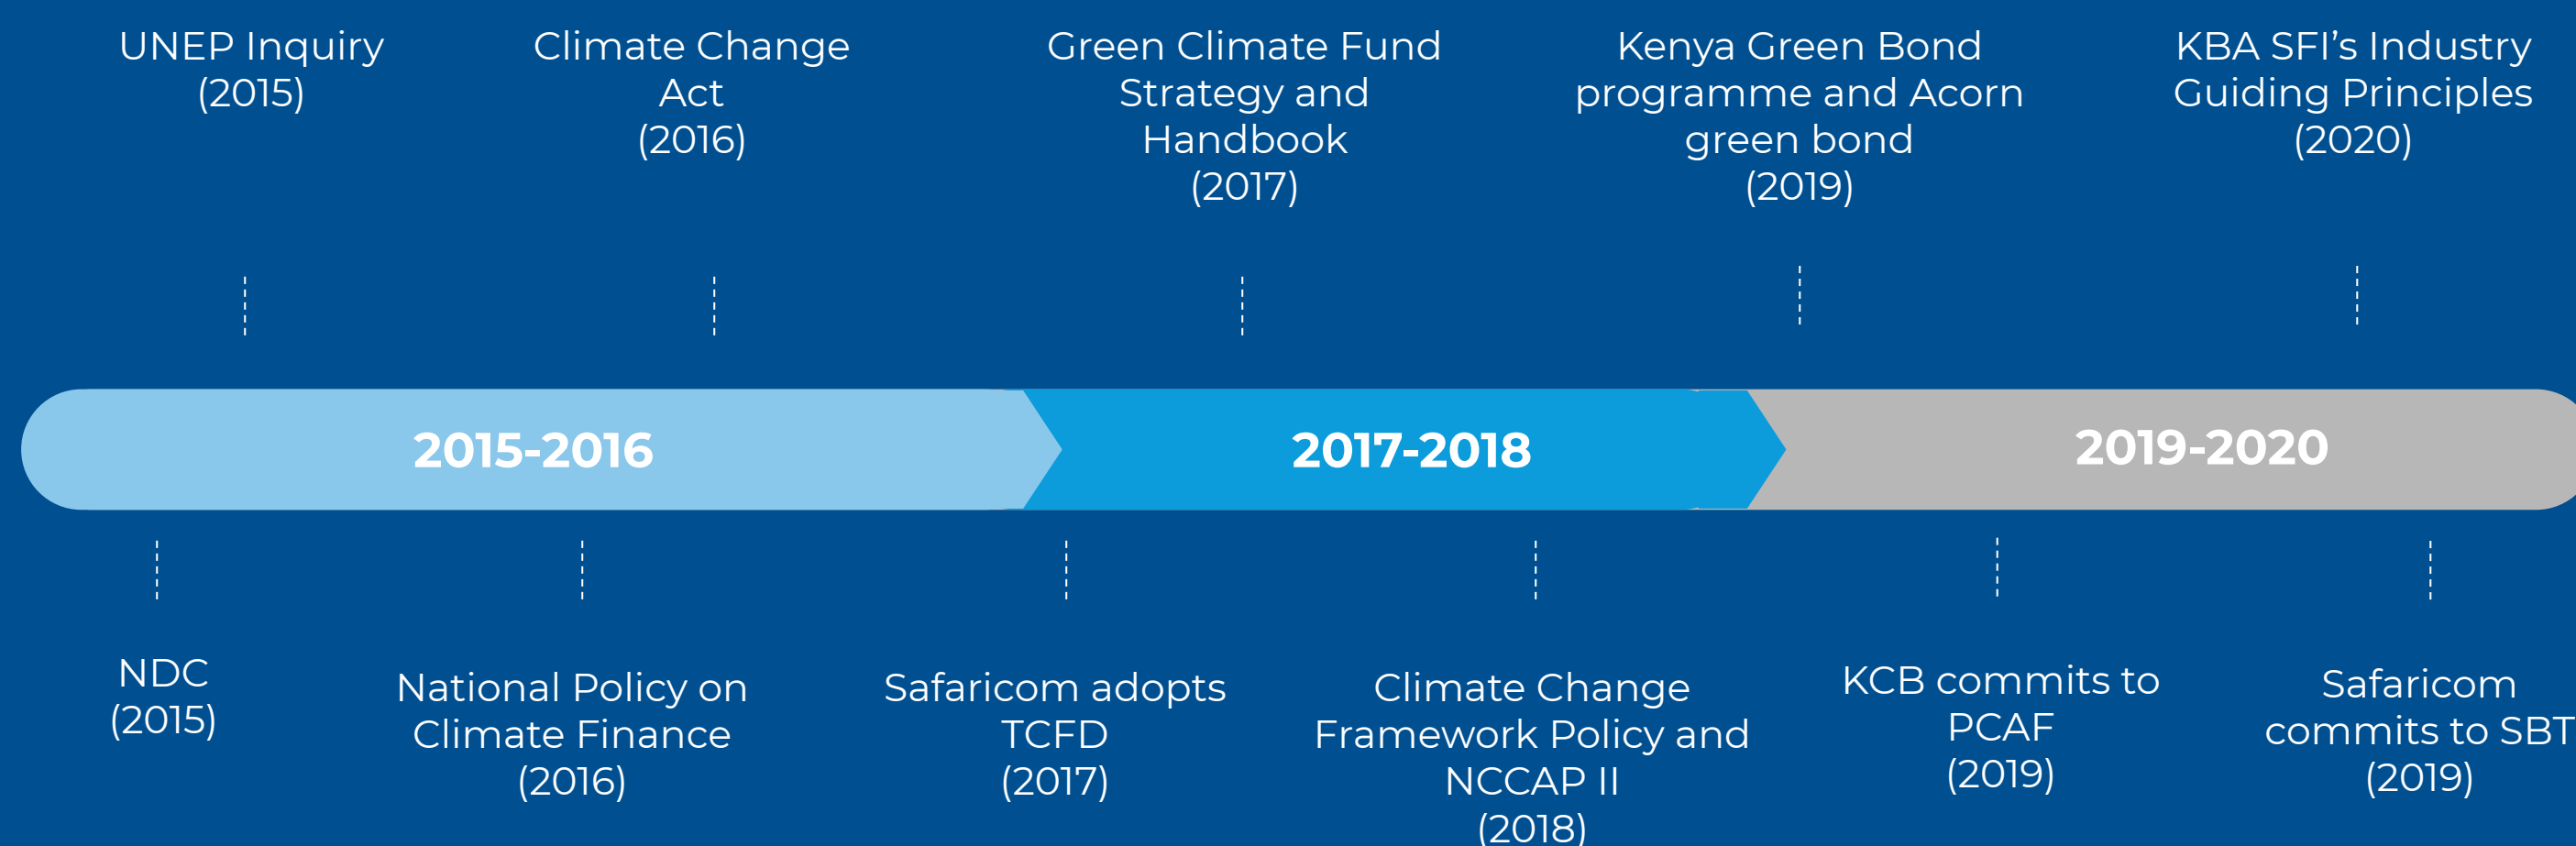 UNEP Inquiry
(2015)
Climate Change
Act
(2016)
Green Climate Fund
Strategy and
Handbook
(2017)
Kenya Green Bond
programme and Acorn
green bond
(2019)
KBA SFI’s Industry
Guiding Principles
(2020)
2015-2016
2017-2018
2019-2020
NDC
(2015)
National Policy on
Climate Finance
(2016)
Safaricom adopts
TCFD
(2017)
Climate Change
Framework Policy and
NCCAP II
(2018)
KCB commits to
PCAF
(2019)
Safaricom
commits to SBT
(2019)